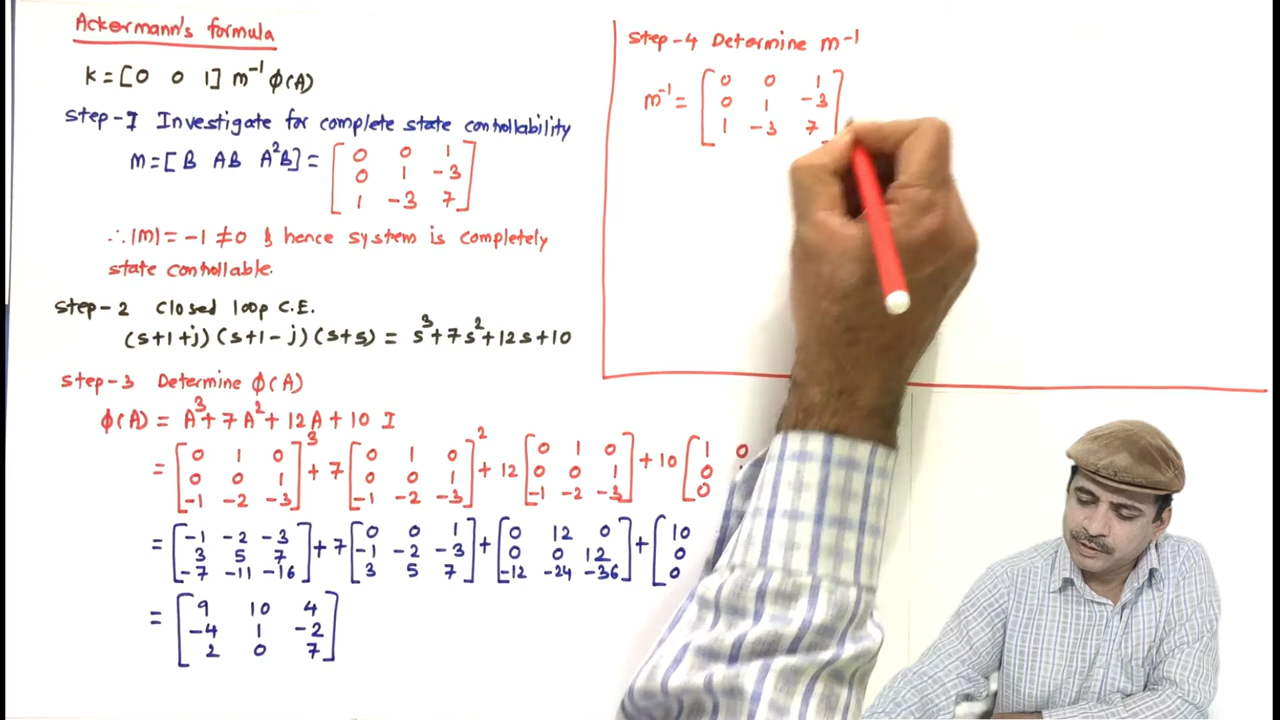 Ackermann's formula
K = [0 0 1] m⁻¹ ϕ(A)
Step-1 Investigate for complete state controllability
m = [B AB A²B] = [0 0 1
0 1 -3
1 -3 7]
∴ |m| = -1 ≠ 0 & hence system is completely
state controllable.
Step-2 Closed loop C.E.
(s+1+j)(s+1-j)(s+5) = s³+7s²+12s+10
Step-3 Determine ϕ(A)
ϕ(A) = A³+7A²+12A+10 I
= [0 1 0; 0 0 1; -1 -2 -3]³ + 7 [0 1 0; 0 0 1; -1 -2 -3]² + 12 [0 1 0; 0 0 1; -1 -2 -3] + 10 [1 0; 0; 0
= [-1 -2 -3; 3 5 7; -7 -11 -16] + 7 [0 0 1; -1 -2 -3; 3 5 7] + [0 12 0; 0 0 12; -12 -24 -36] + [10; 0; 0
= [9 10 4; -4 1 -2; 2 0 7]
Step-4 Determine m⁻¹
m⁻¹ = [0 0 1
0 1 -3
1 -3 7